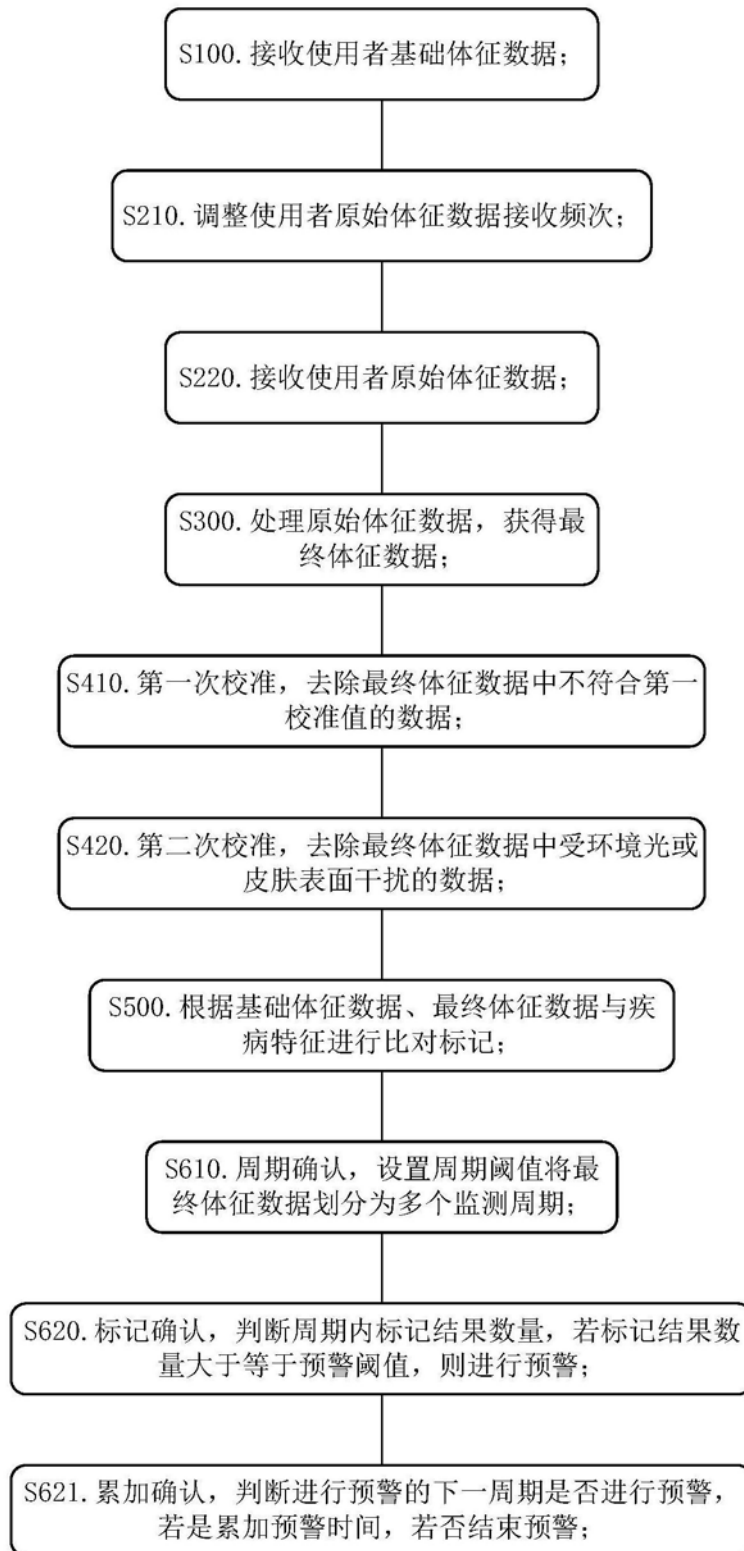 S100.接收使用者基础体征数据；
S210.调整使用者原始体征数据接收频次；
S220.接收使用者原始体征数据；
S300.处理原始体征数据，获得最
终体征数据；
S410.第一次校准，去除最终体征数据中不符合第一
校准值的数据；
S420.第二次校准，去除最终体征数据中受环境光或
皮肤表面干扰的数据；
S500.根据基础体征数据、最终体征数据与疾
病特征进行比对标记；
S610.周期确认，设置周期阈值将最
终体征数据划分为多个监测周期；
S620.标记确认，判断周期内标记结果数量，若标记结果数
量大于等于预警阈值，则进行预警；
S621.累加确认，判断进行预警的下一周期是否进行预警，
若是累加预警时间，若否结束预警；